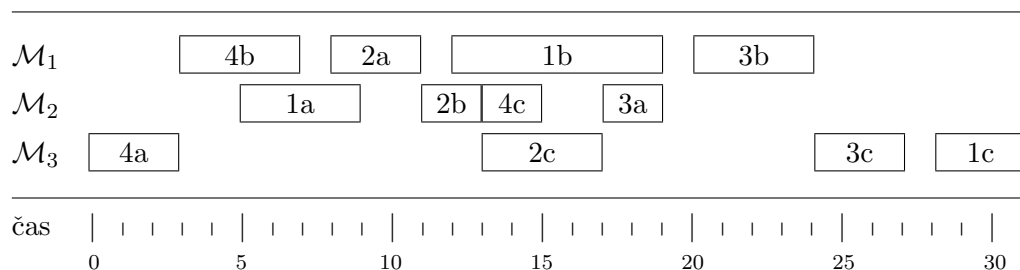 ℳ₁ 4b 2a 1b 3b
ℳ₂ 1a 2b 4c 3a
ℳ₃ 4a 2c 3c 1c
čas
0 5 10 15 20 25 30